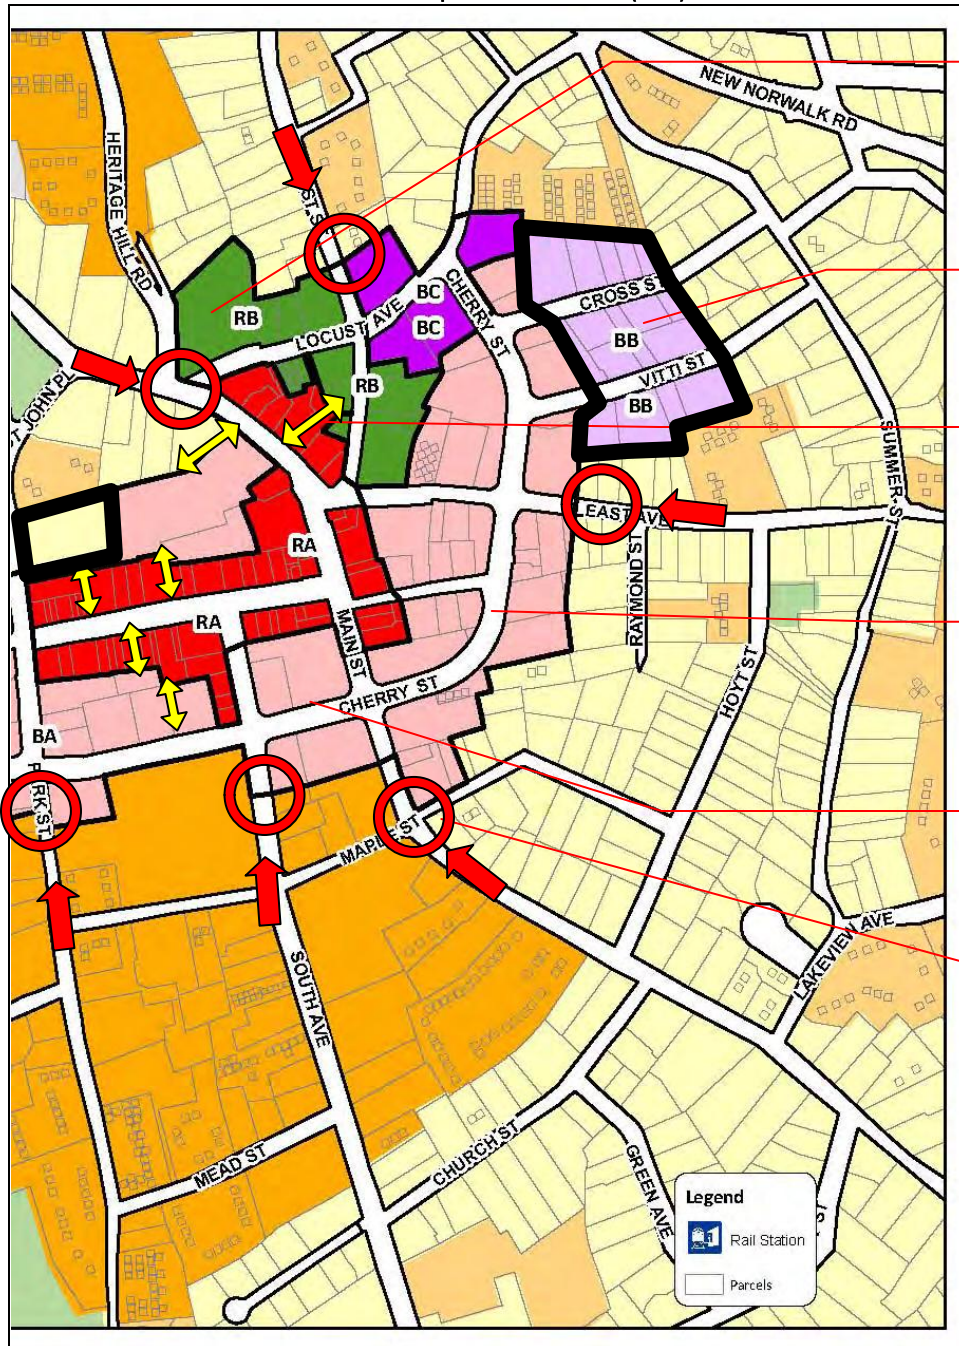 NEW NORWALK RD
HERITAGE HILL RD
ST S
CHERRY ST
BC
CROSS S
RB
LOCUST AVE
BC
BB
VITTI ST
RB
BB
ST JOHN PL
SUMMER ST
EAST AVE
RA
RAYMOND ST
RA
MAIN ST
HOYT ST
CHERRY ST
BA
PARK ST
MAPLE ST
LAKEVIEW AVE
SOUTH AVE
CHURCH ST
MEAD ST
GREEN AVE
Legend
Rail Station
ST
Parcels